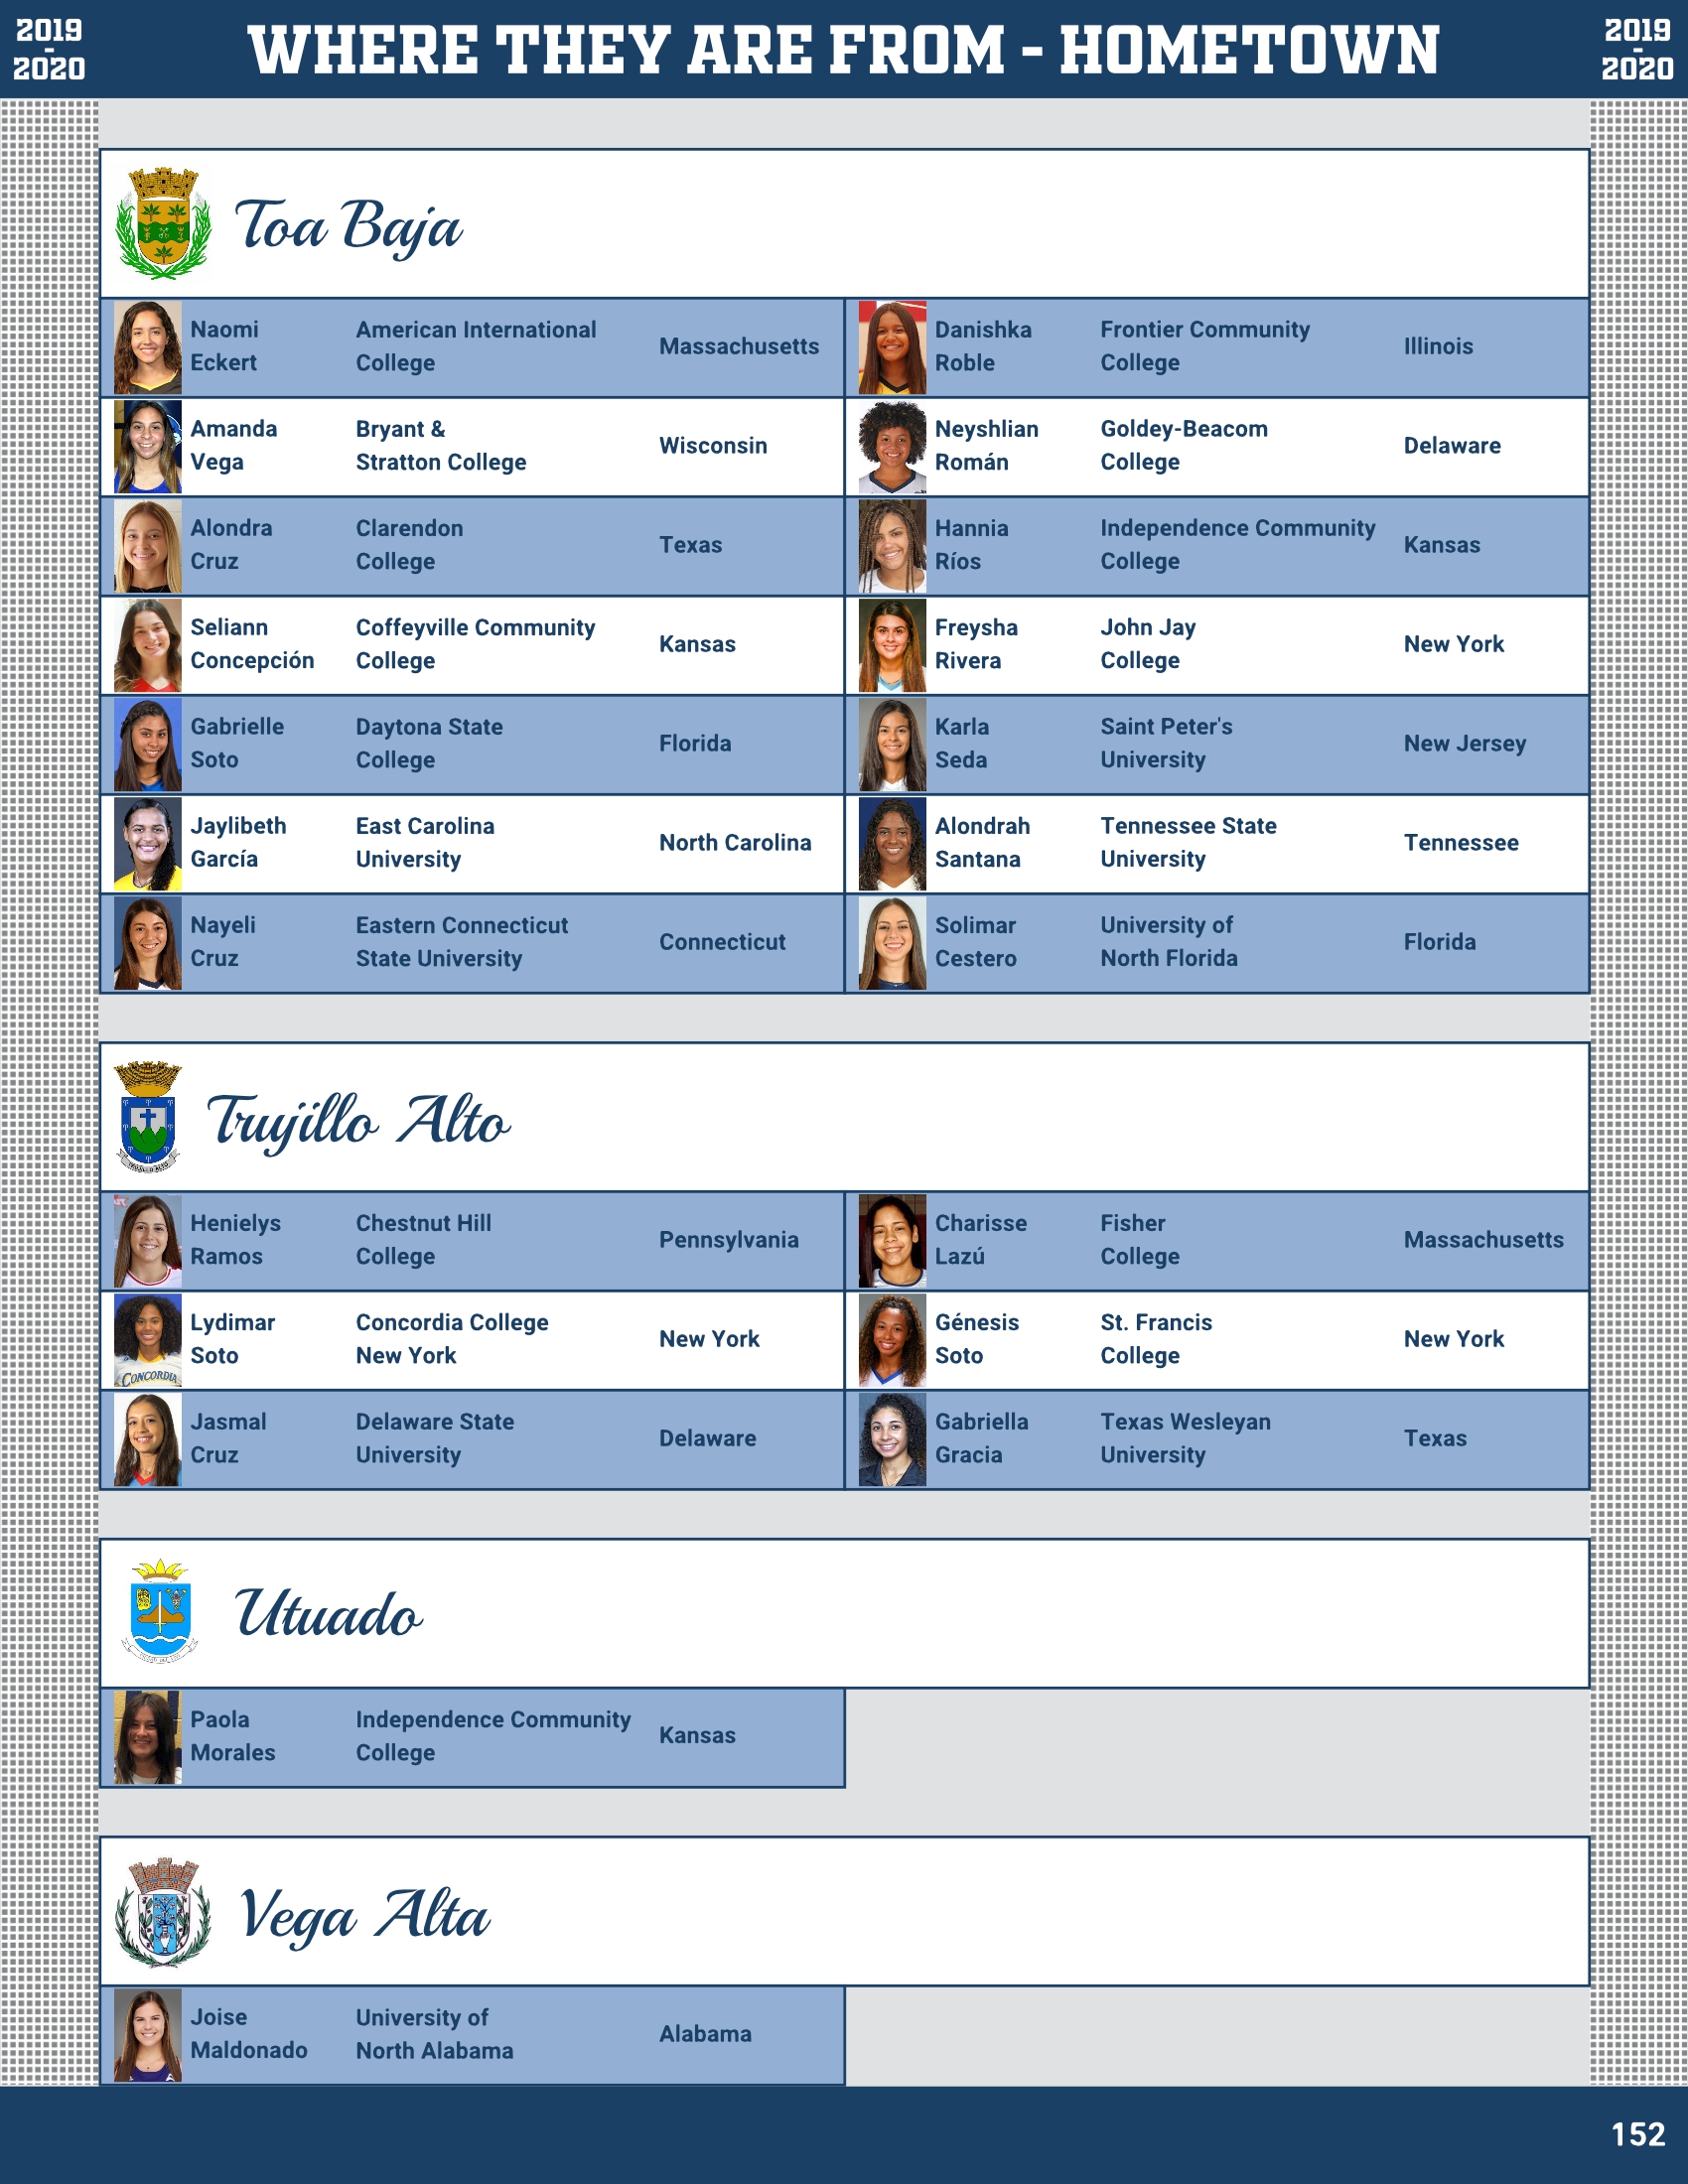 2019
-
2020
WHERE THEY ARE FROM - HOMETOWN
2019
-
2020
Toa Baja
Naomi
Eckert
American International
College
Massachusetts
Danishka
Roble
Frontier Community
College
Illinois
Amanda
Vega
Bryant &
Stratton College
Wisconsin
Neyshlian
Román
Goldey-Beacom
College
Delaware
Alondra
Cruz
Clarendon
College
Texas
Hannia
Ríos
Independence Community
College
Kansas
Seliann
Concepción
Coffeyville Community
College
Kansas
Freysha
Rivera
John Jay
College
New York
Gabrielle
Soto
Daytona State
College
Florida
Karla
Seda
Saint Peter's
University
New Jersey
Jaylibeth
García
East Carolina
University
North Carolina
Alondrah
Santana
Tennessee State
University
Tennessee
Nayeli
Cruz
Eastern Connecticut
State University
Connecticut
Solimar
Cestero
University of
North Florida
Florida
Trujillo Alto
Henielys
Ramos
Chestnut Hill
College
Pennsylvania
Charisse
Lazú
Fisher
College
Massachusetts
Lydimar
Soto
CONCORDIA
Concordia College
New York
New York
Génesis
Soto
St. Francis
College
New York
Jasmal
Cruz
Delaware State
University
Delaware
Gabriella
Gracia
Texas Wesleyan
University
Texas
Utuado
Paola
Morales
Independence Community
College
Kansas
Vega Alta
Joise
Maldonado
University of
North Alabama
Alabama
152